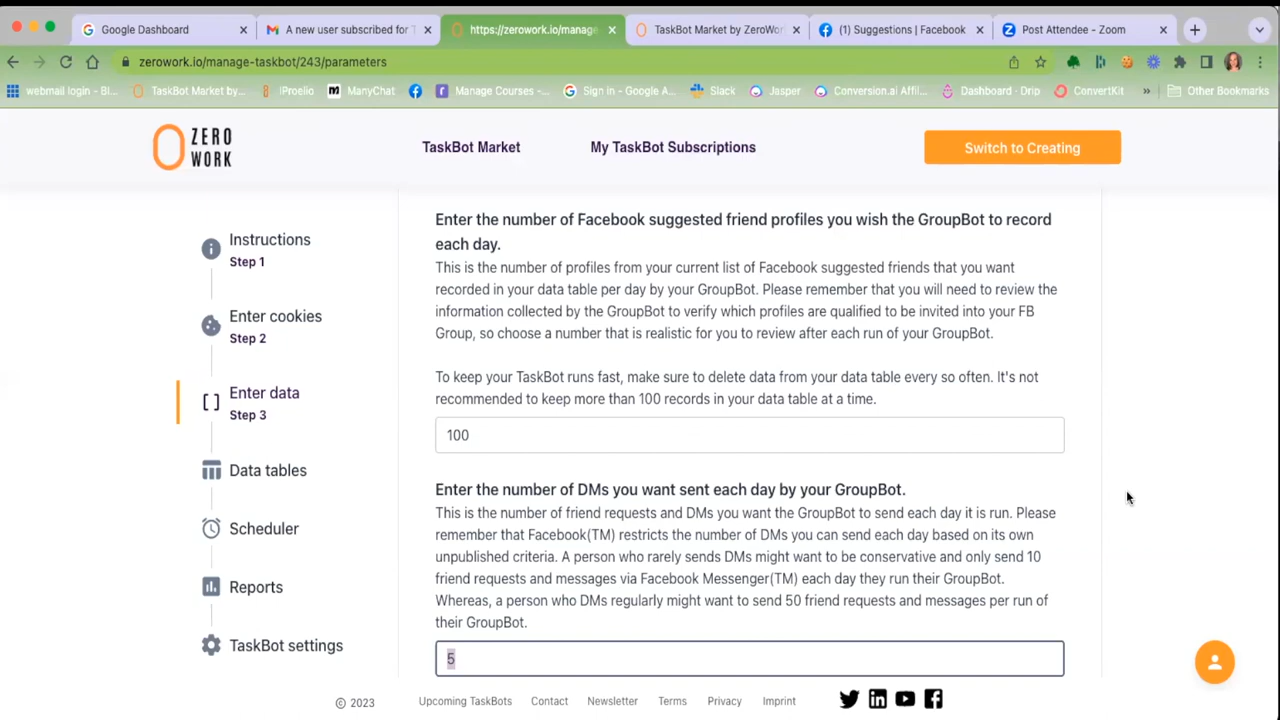 Google Dashboard
A new user subscribed for T
https://zerowork.io/manage
TaskBot Market by ZeroWor
(1) Suggestions | Facebook
Post Attendee - Zoom
zerowork.io/manage-taskbot/243/parameters
webmail login – Bl...
TaskBot Market by...
IProelio
ManyChat
Manage Courses -...
Sign in - Google A...
Slack
Jasper
Conversion.ai Affil...
Dashboard · Drip
ConvertKit
»
Other Bookmarks
ZERO
WORK
TaskBot Market
My TaskBot Subscriptions
Switch to Creating
Instructions
Step 1
Enter cookies
Step 2
Enter data
Step 3
Data tables
Scheduler
Reports
TaskBot settings
Enter the number of Facebook suggested friend profiles you wish the GroupBot to record
each day.
This is the number of profiles from your current list of Facebook suggested friends that you want
recorded in your data table per day by your GroupBot. Please remember that you will need to review the
information collected by the GroupBot to verify which profiles are qualified to be invited into your FB
Group, so choose a number that is realistic for you to review after each run of your GroupBot.
To keep your TaskBot runs fast, make sure to delete data from your data table every so often. It's not
recommended to keep more than 100 records in your data table at a time.
100
Enter the number of DMs you want sent each day by your GroupBot.
This is the number of friend requests and DMs you want the GroupBot to send each day it is run. Please
remember that Facebook(TM) restricts the number of DMs you can send each day based on its own
unpublished criteria. A person who rarely sends DMs might want to be conservative and only send 10
friend requests and messages via Facebook Messenger(TM) each day they run their GroupBot.
Whereas, a person who DMs regularly might want to send 50 friend requests and messages per run of
their GroupBot.
5
© 2023
Upcoming TaskBots
Contact
Newsletter
Terms
Privacy
Imprint